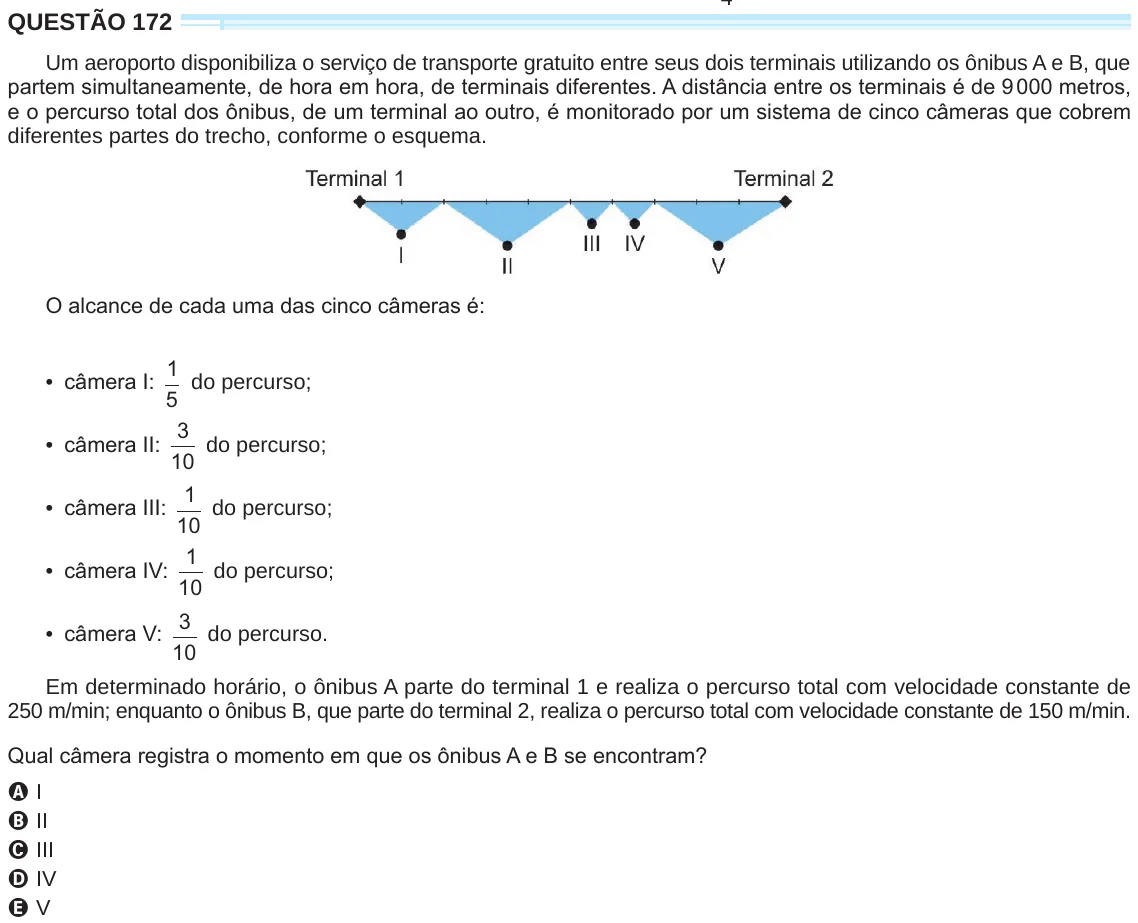 QUESTÃO 172
Um aeroporto disponibiliza o serviço de transporte gratuito entre seus dois terminais utilizando os ônibus A e B, que
partem simultaneamente, de hora em hora, de terminais diferentes. A distância entre os terminais é de 9 000 metros,
e o percurso total dos ônibus, de um terminal ao outro, é monitorado por um sistema de cinco câmeras que cobrem
diferentes partes do trecho, conforme o esquema.
Terminal 1 Terminal 2
I II III IV V
O alcance de cada uma das cinco câmeras é:
• câmera I: 1/5 do percurso;
• câmera II: 3/10 do percurso;
• câmera III: 1/10 do percurso;
• câmera IV: 1/10 do percurso;
• câmera V: 3/10 do percurso.
Em determinado horário, o ônibus A parte do terminal 1 e realiza o percurso total com velocidade constante de
250 m/min; enquanto o ônibus B, que parte do terminal 2, realiza o percurso total com velocidade constante de 150 m/min.
Qual câmera registra o momento em que os ônibus A e B se encontram?
A I
B II
C III
D IV
E V